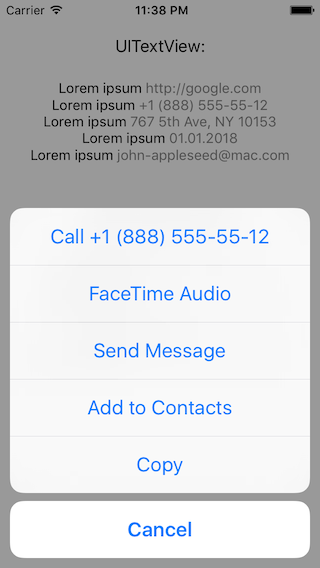 Carrier 11:38 PM
UITextView:
Lorem ipsum http://google.com
Lorem ipsum +1 (888) 555-55-12
Lorem ipsum 767 5th Ave, NY 10153
Lorem ipsum 01.01.2018
Lorem ipsum john-appleseed@mac.com
Call +1 (888) 555-55-12
FaceTime Audio
Send Message
Add to Contacts
Copy
Cancel